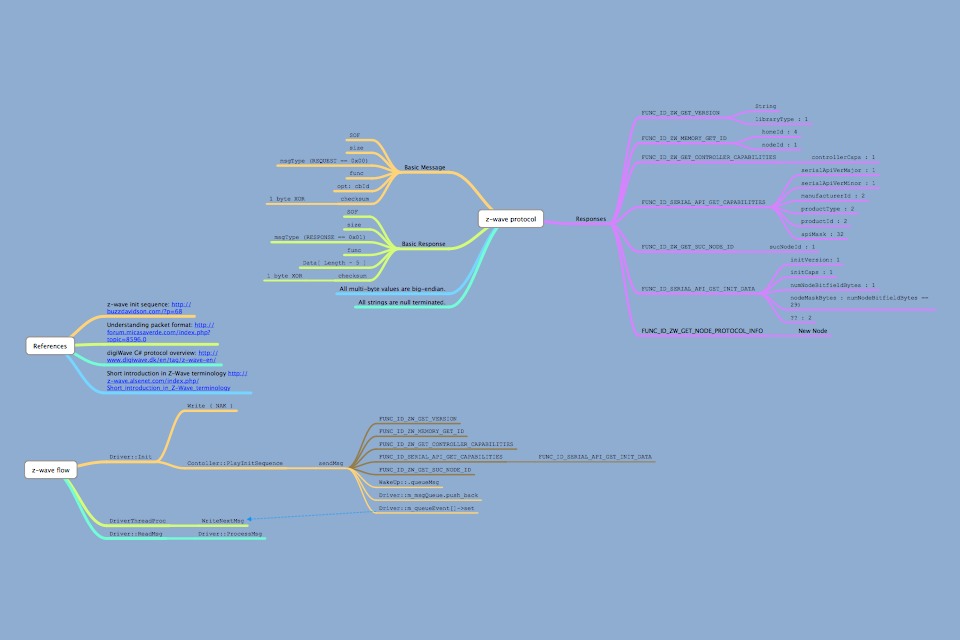 SOF
size
msgType (REQUEST == 0x00)
func
opt: cbId
1 byte XOR checksum
Basic Message
SOF
size
msgType (RESPONSE == 0x01)
func
Data[ Length - 5 ]
1 byte XOR checksum
Basic Response
All multi-byte values are big-endian.
All strings are null terminated.
z-wave protocol
Responses
FUNC_ID_ZW_GET_VERSION
String
libraryType : 1
FUNC_ID_ZW_MEMORY_GET_ID
homeId : 4
nodeId : 1
FUNC_ID_ZW_GET_CONTROLLER_CAPABILITIES
controllerCaps : 1
FUNC_ID_SERIAL_API_GET_CAPABILITIES
serialApiVerMajor : 1
serialApiVerMinor : 1
manufacturerId : 2
productType : 2
productId : 2
apiMask : 32
FUNC_ID_ZW_GET_SUC_NODE_ID
sucNodeId : 1
FUNC_ID_SERIAL_API_GET_INIT_DATA
initVersion: 1
initCaps : 1
numNodeBitfieldBytes : 1
nodeMaskBytes : numNodeBitfieldBytes ==
29:
?? : 2
FUNC_ID_ZW_GET_NODE_PROTOCOL_INFO
New Node
References
z-wave init sequence: http://
buzzdavidson.com/?p=68
Understanding packet format: http://
forum.micasaverde.com/index.php?
topic=8590.0
digiWave C# protocol overview: http://
www.digiwave.dk/en/tag/z-wave-en/
Short introduction in Z-Wave terminology http://
z-wave.alsenet.com/index.php/
Short_introduction_in_Z-Wave_terminology
z-wave flow
Driver::Init
Write ( NAK )
Contoller::PlayInitSequence
sendMsg
FUNC_ID_ZW_GET_VERSION
FUNC_ID_ZW_MEMORY_GET_ID
FUNC_ID_ZW_GET_CONTROLLER_CAPABILITIES
FUNC_ID_SERIAL_API_GET_CAPABILITIES
FUNC_ID_SERIAL_API_GET_INIT_DATA
FUNC_ID_ZW_GET_SUC_NODE_ID
WakeUp::.queueMsg
Driver::m_msgQueue.push_back
Driver::m_queueEvent[]->set
DriverThreadProc
WriteNextMsg
Driver::ReadMsg
Driver::ProcessMsg